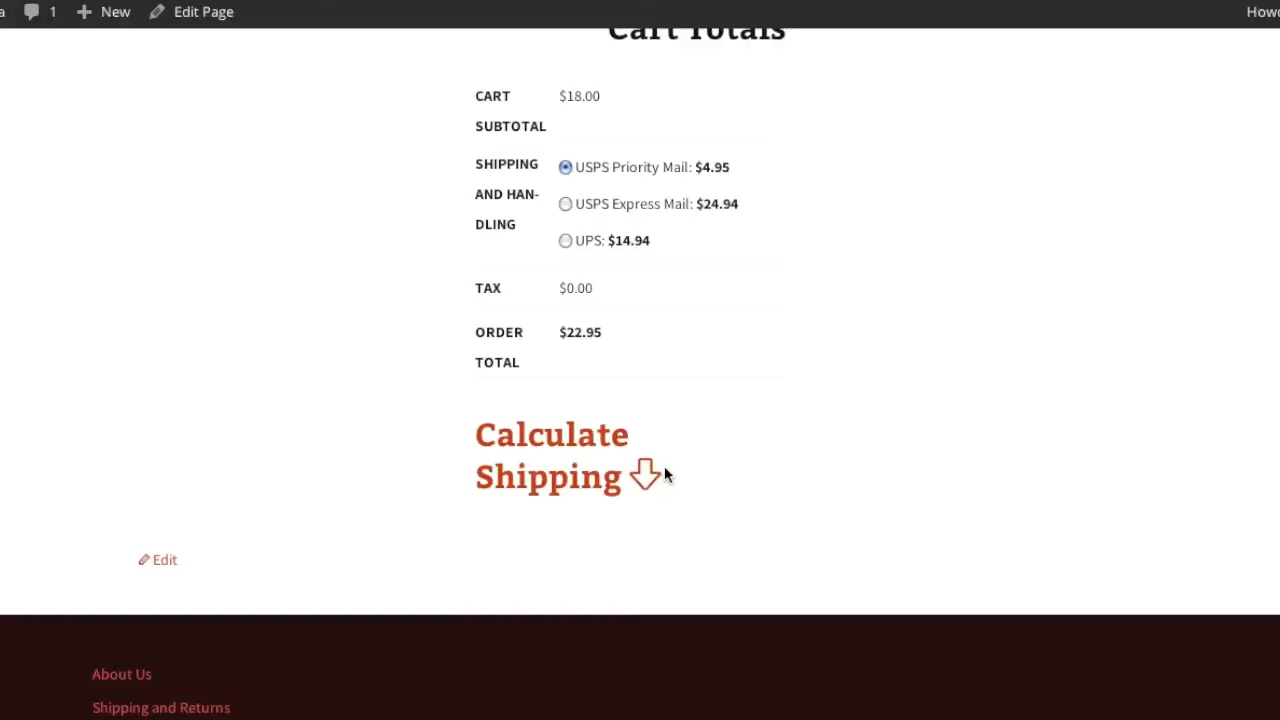 1 New Edit Page
Cart Totals
CART SUBTOTAL $18.00
SHIPPING AND HAN-DLING USPS Priority Mail: $4.95
USPS Express Mail: $24.94
UPS: $14.94
TAX $0.00
ORDER TOTAL $22.95
Calculate
Shipping
Edit
About Us
Shipping and Returns